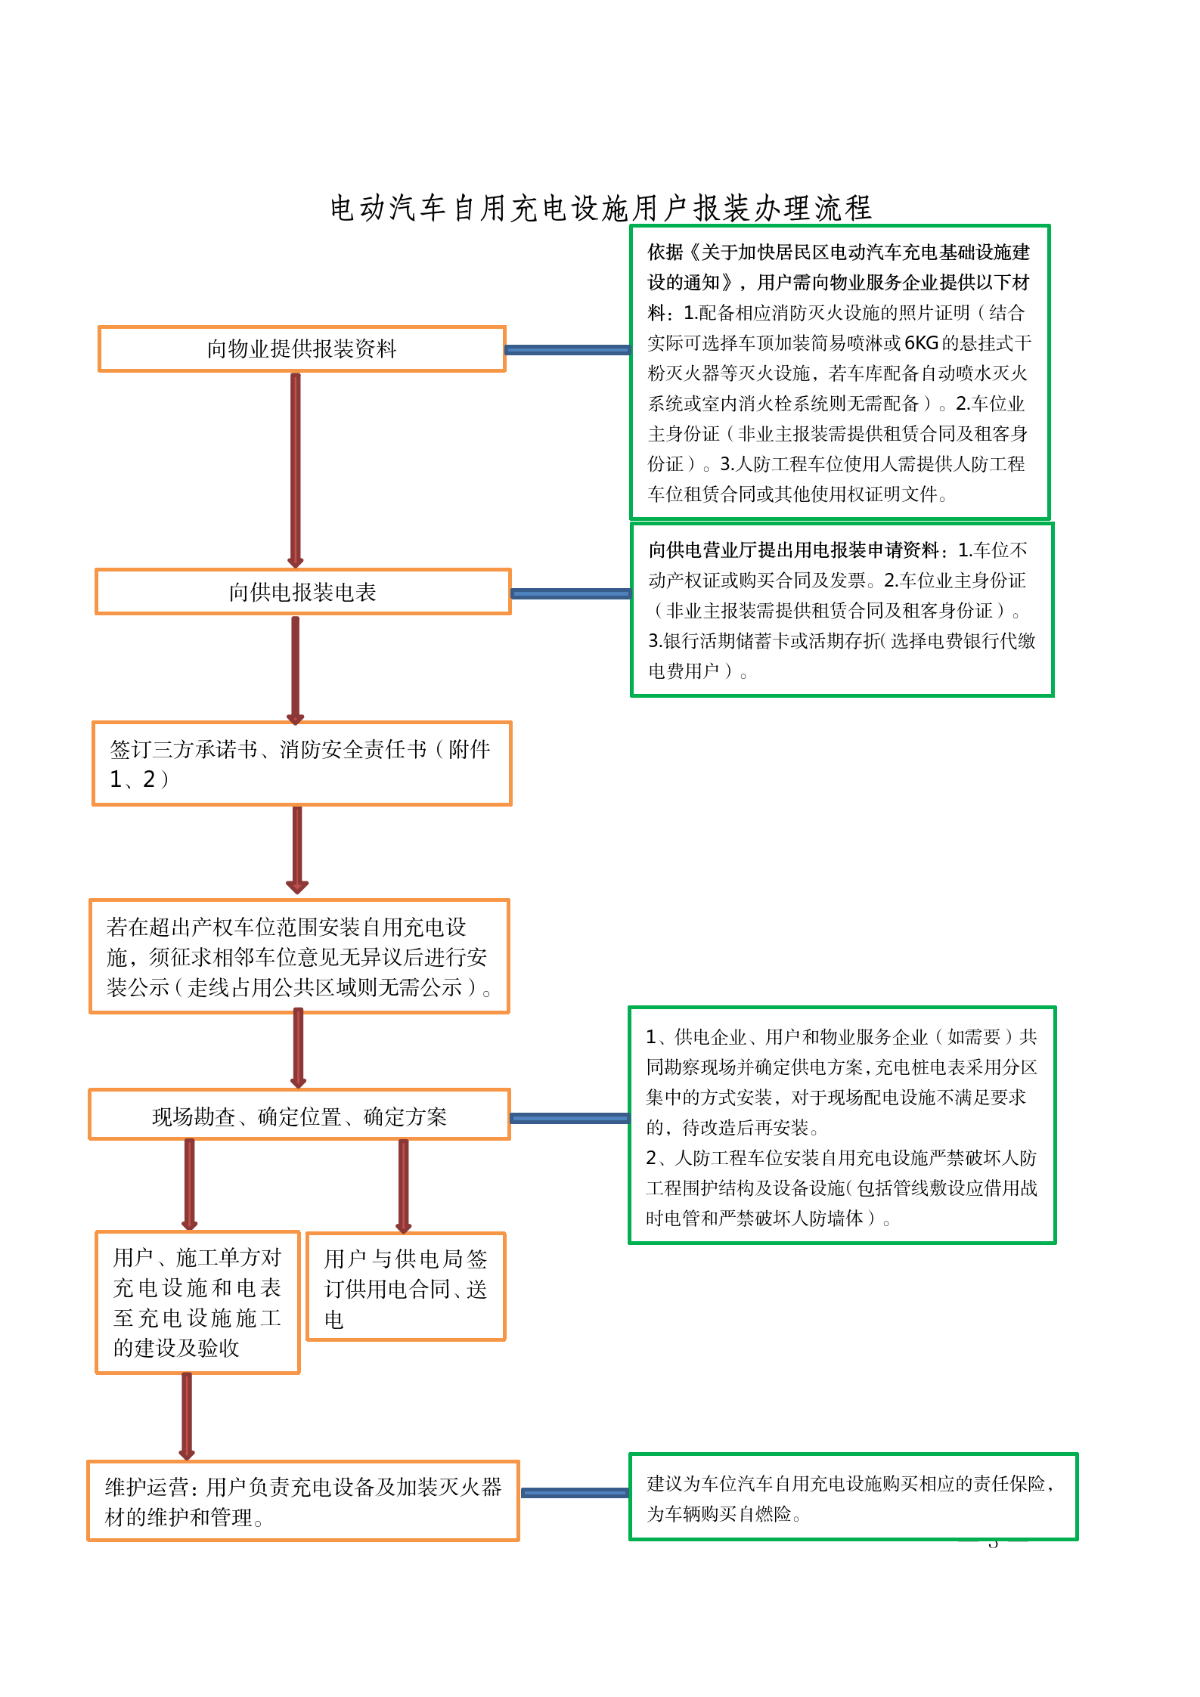 电动汽车自用充电设施用户报装办理流程
依据《关于加快居民区电动汽车充电基础设施建
设的通知》，用户需向物业服务企业提供以下材
料：1.配备相应消防灭火设施的照片证明（结合
实际可选择车顶加装简易喷淋或6KG的悬挂式干
粉灭火器等灭火设施，若车库配备自动喷水灭火
系统或室内消火栓系统则无需配备）。2.车位业
主身份证（非业主报装需提供租赁合同及租客身
份证）。3.人防工程车位使用人需提供人防工程
车位租赁合同或其他使用权证明文件。
向物业提供报装资料
向供电营业厅提出用电报装申请资料：1.车位不
动产权证或购买合同及发票。2.车位业主身份证
（非业主报装需提供租赁合同及租客身份证）。
3.银行活期储蓄卡或活期存折（选择电费银行代缴
电费用户）。
向供电报装电表
签订三方承诺书、消防安全责任书（附件
1、2）
若在超出产权车位范围安装自用充电设
施，须征求相邻车位意见无异议后进行安
装公示（走线占用公共区域则无需公示）。
1、供电企业、用户和物业服务企业（如需要）共
同勘察现场并确定供电方案，充电桩电表采用分区
集中的方式安装，对于现场配电设施不满足要求
的，待改造后再安装。
2、人防工程车位安装自用充电设施严禁破坏人防
工程围护结构及设备设施（包括管线敷设应借用战
时电管和严禁破坏人防墙体）。
现场勘查、确定位置、确定方案
用户、施工单方对
充电设施和电表
至充电设施施工
的建设及验收
用户与供电局签
订供用电合同、送
电
维护运营：用户负责充电设备及加装灭火器
材的维护和管理。
建议为车位汽车自用充电设施购买相应的责任保险，
为车辆购买自燃险。